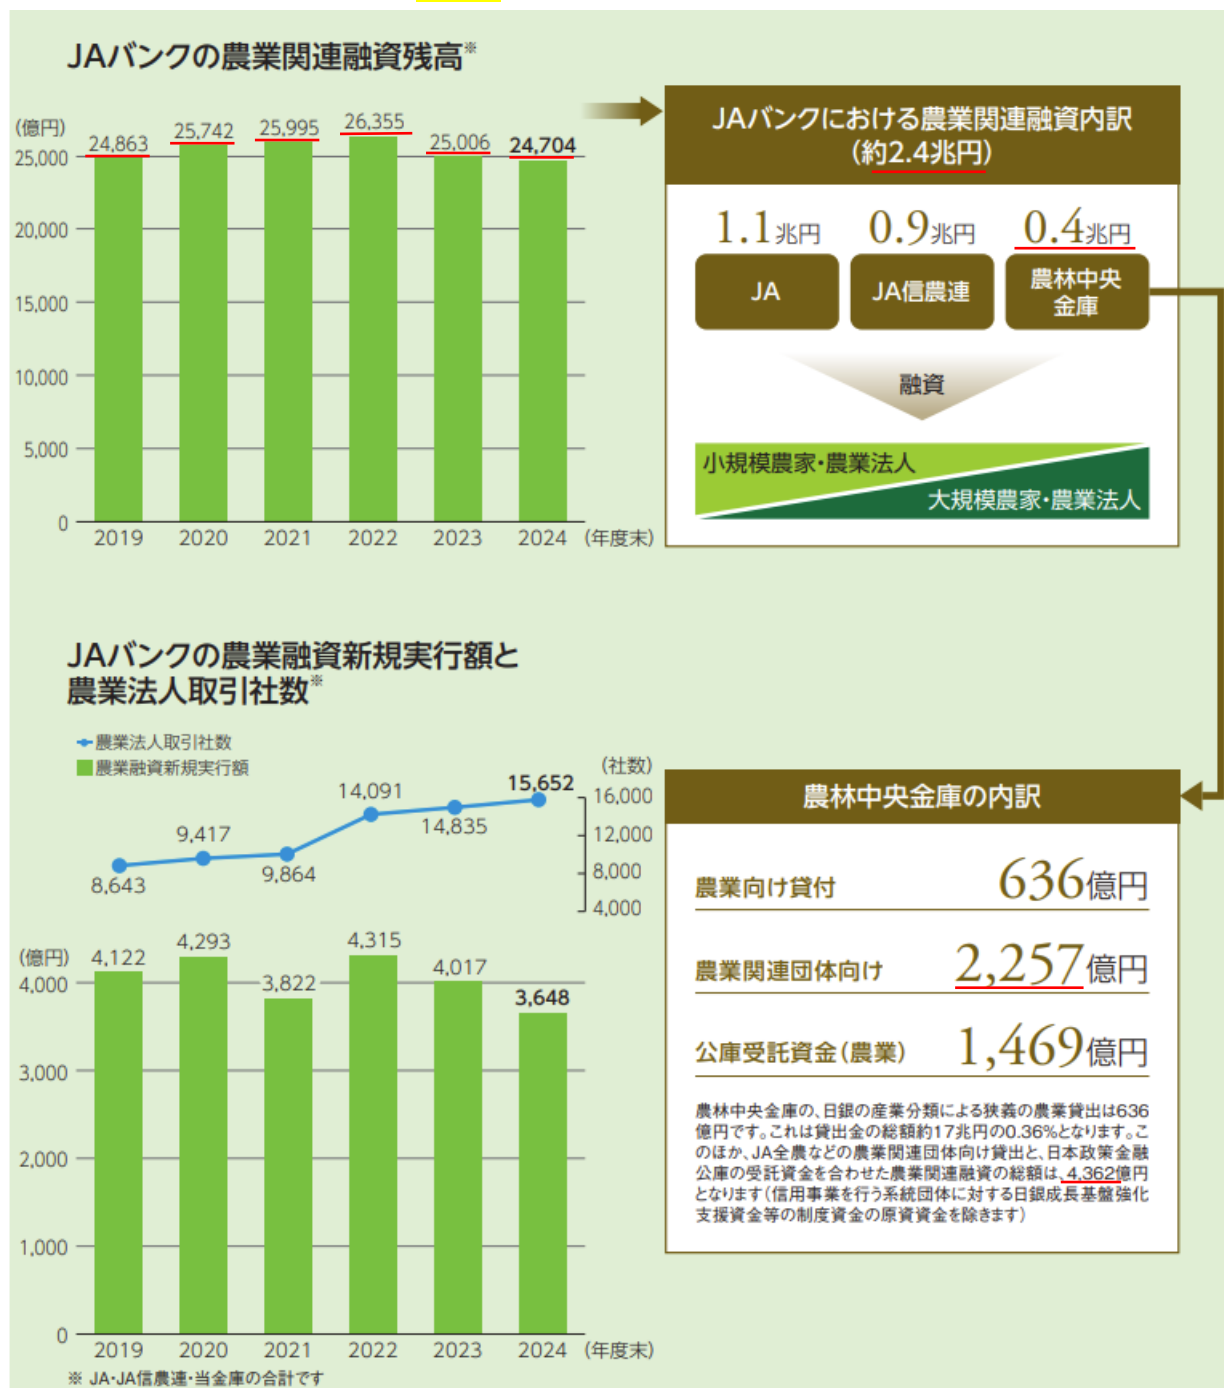 JAバンクの農業関連融資残高※
(億円)
24,863
25,742
25,995
26,355
25,006
24,704
25,000
20,000
15,000
10,000
5,000
0
2019 2020 2021 2022 2023 2024 (年度末)
JAバンクにおける農業関連融資内訳
(約2.4兆円)
1.1兆円 0.9兆円 0.4兆円
JA
JA信農連
農林中央
金庫
融資
小規模農家・農業法人
大規模農家・農業法人
JAバンクの農業融資新規実行額と
農業法人取引社数※
農業法人取引社数
農業融資新規実行額
(社数)
8,643
9,417
9,864
14,091
14,835
15,652
16,000
12,000
8,000
4,000
(億円)
4,122
4,293
3,822
4,315
4,017
3,648
4,000
3,000
2,000
1,000
0
2019 2020 2021 2022 2023 2024 (年度末)
※ JA・JA信農連・当金庫の合計です
農林中央金庫の内訳
農業向け貸付 636億円
農業関連団体向け 2,257億円
公庫受託資金(農業) 1,469億円
農林中央金庫の、日銀の産業分類による狭義の農業貸出は636
億円です。これは貸出金の総額約17兆円の0.36%となります。こ
のほか、JA全農などの農業関連団体向け貸出と、日本政策金融
公庫の受託資金を合わせた農業関連融資の総額は、4,362億円
となります(信用事業を行う系統団体に対する日銀成長基盤強化
支援資金等の制度資金の原資資金を除きます)